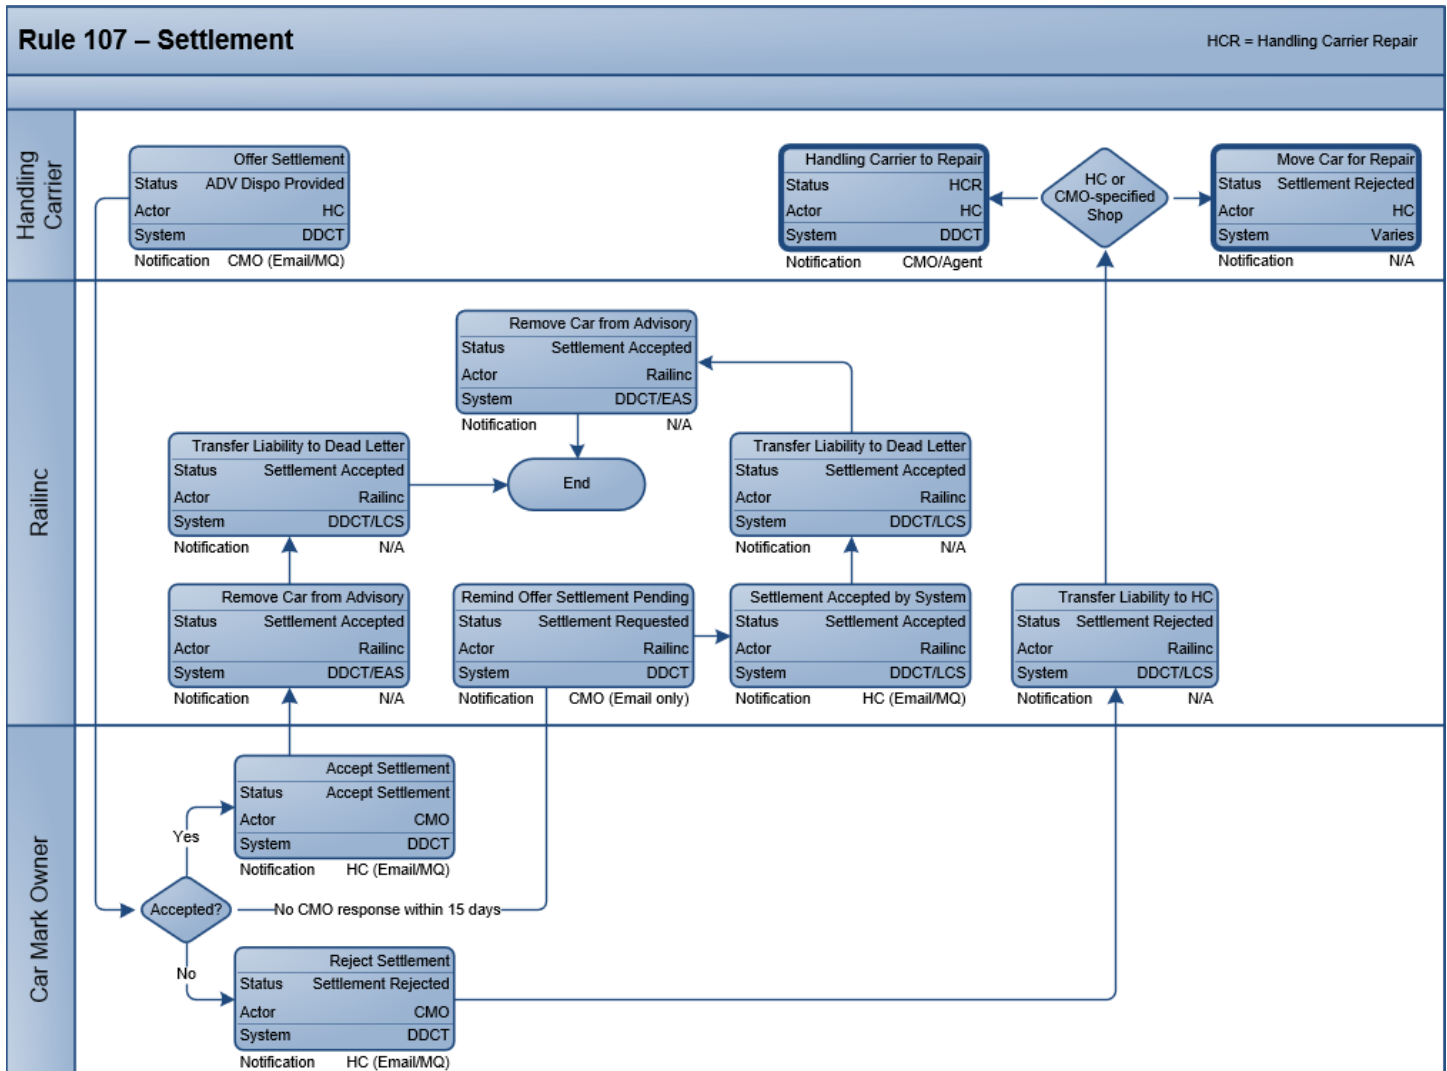 Rule 107 – Settlement
HCR = Handling Carrier Repair
Handling
Carrier
Offer Settlement
Status ADV Dispo Provided
Actor HC
System DDCT
Notification CMO (Email/MQ)
Handling Carrier to Repair
Status HCR
Actor HC
System DDCT
Notification CMO/Agent
HC or
CMO-specified
Shop
Move Car for Repair
Status Settlement Rejected
Actor HC
System Varies
Notification N/A
Railinc
Remove Car from Advisory
Status Settlement Accepted
Actor Railinc
System DDCT/EAS
Notification N/A
Transfer Liability to Dead Letter
Status Settlement Accepted
Actor Railinc
System DDCT/LCS
Notification N/A
End
Transfer Liability to Dead Letter
Status Settlement Accepted
Actor Railinc
System DDCT/LCS
Notification N/A
Remove Car from Advisory
Status Settlement Accepted
Actor Railinc
System DDCT/EAS
Notification N/A
Remind Offer Settlement Pending
Status Settlement Requested
Actor Railinc
System DDCT
Notification CMO (Email only)
Settlement Accepted by System
Status Settlement Accepted
Actor Railinc
System DDCT/LCS
Notification HC (Email/MQ)
Transfer Liability to HC
Status Settlement Rejected
Actor Railinc
System DDCT/LCS
Notification N/A
Car Mark Owner
Accept Settlement
Status Accept Settlement
Actor CMO
System DDCT
Notification HC (Email/MQ)
Yes
Accepted?
No CMO response within 15 days
No
Reject Settlement
Status Settlement Rejected
Actor CMO
System DDCT
Notification HC (Email/MQ)